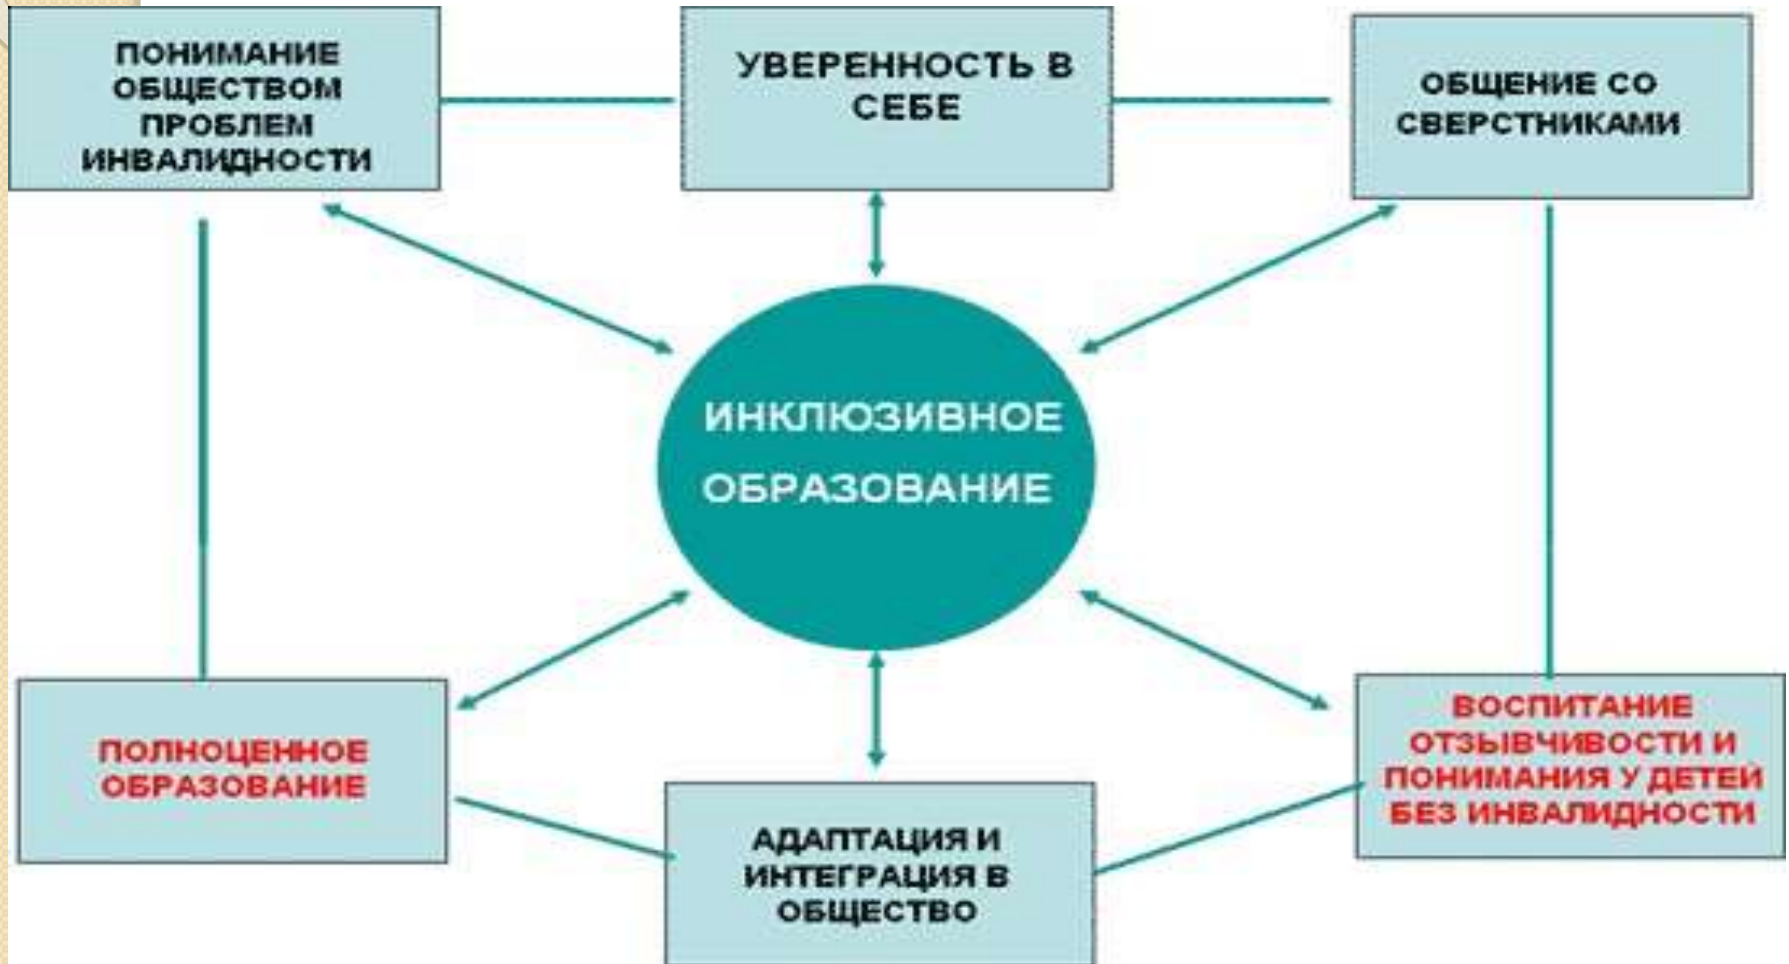 ПОНИМАНИЕ
ОБЩЕСТВОМ
ПРОБЛЕМ
ИНВАЛИДНОСТИ
УВЕРЕННОСТЬ В
СЕБЕ
ОБЩЕНИЕ СО
СВЕРСТНИКАМИ
ИНКЛЮЗИВНОЕ
ОБРАЗОВАНИЕ
ПОЛНОЦЕННОЕ
ОБРАЗОВАНИЕ
АДАПТАЦИЯ И
ИНТЕГРАЦИЯ В
ОБЩЕСТВО
ВОСПИТАНИЕ
ОТЗЫВЧИВОСТИ И
ПОНИМАНИЯ У ДЕТЕЙ
БЕЗ ИНВАЛИДНОСТИ